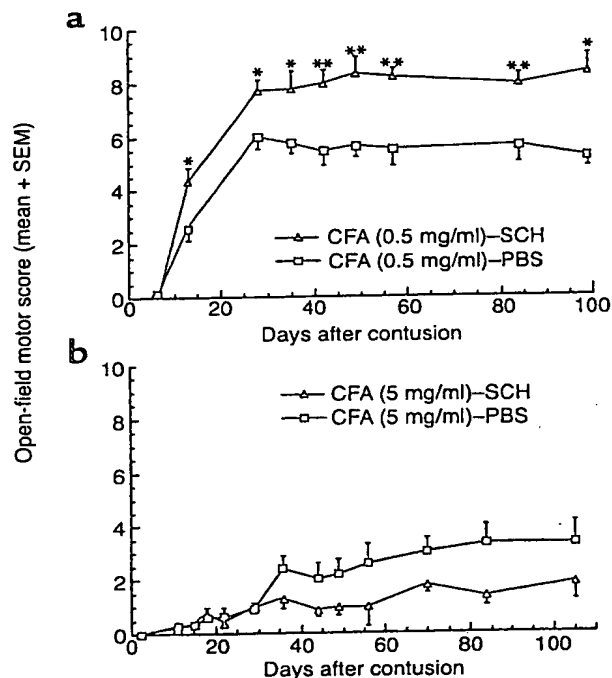 a
Open-field motor score (mean + SEM)
10
8
6
4
2
0
* * * ** ** ** ** *
CFA (0.5 mg/ml)–SCH
CFA (0.5 mg/ml)–PBS
0 20 40 60 80 100
Days after contusion
b
10
8
6
4
2
0
CFA (5 mg/ml)–SCH
CFA (5 mg/ml)–PBS
0 20 40 60 80 100
Days after contusion